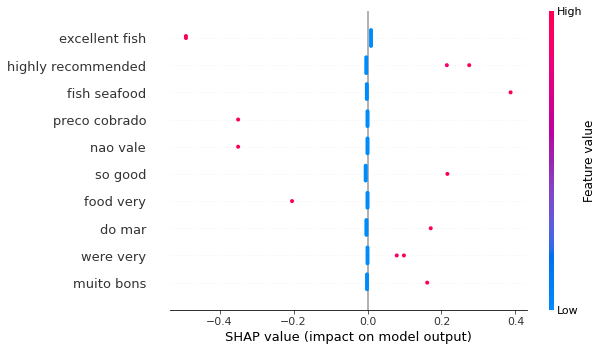 High
excellent fish
highly recommended
fish seafood
preco cobrado
nao vale
so good
food very
do mar
were very
muito bons
Feature value
Low
−0.4 −0.2 0.0 0.2 0.4
SHAP value (impact on model output)